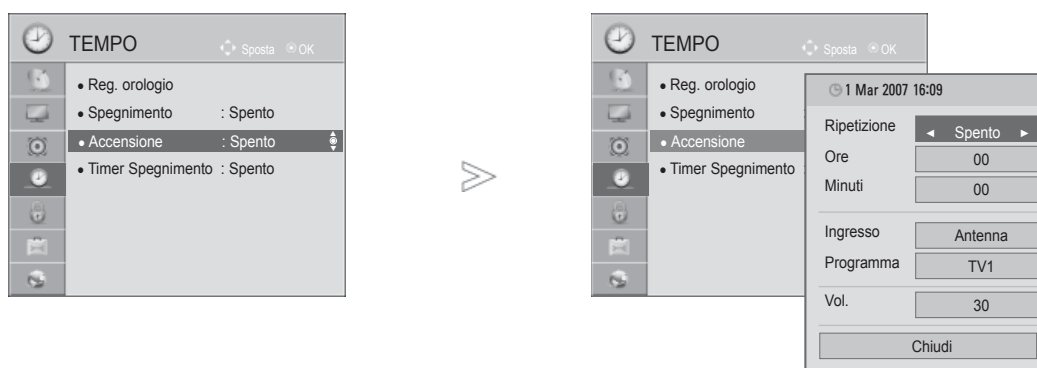 TEMPO Sposta OK
• Reg. orologio
• Spegnimento : Spento
• Accensione : Spento
• Timer Spegnimento : Spento
TEMPO Sposta OK
• Reg. orologio
• Spegnimento :
• Accensione
• Timer Spegnimento :
1 Mar 2007 16:09
Ripetizione ◄ Spento ►
Ore 00
Minuti 00
Ingresso Antenna
Programma TV1
Vol. 30
Chiudi